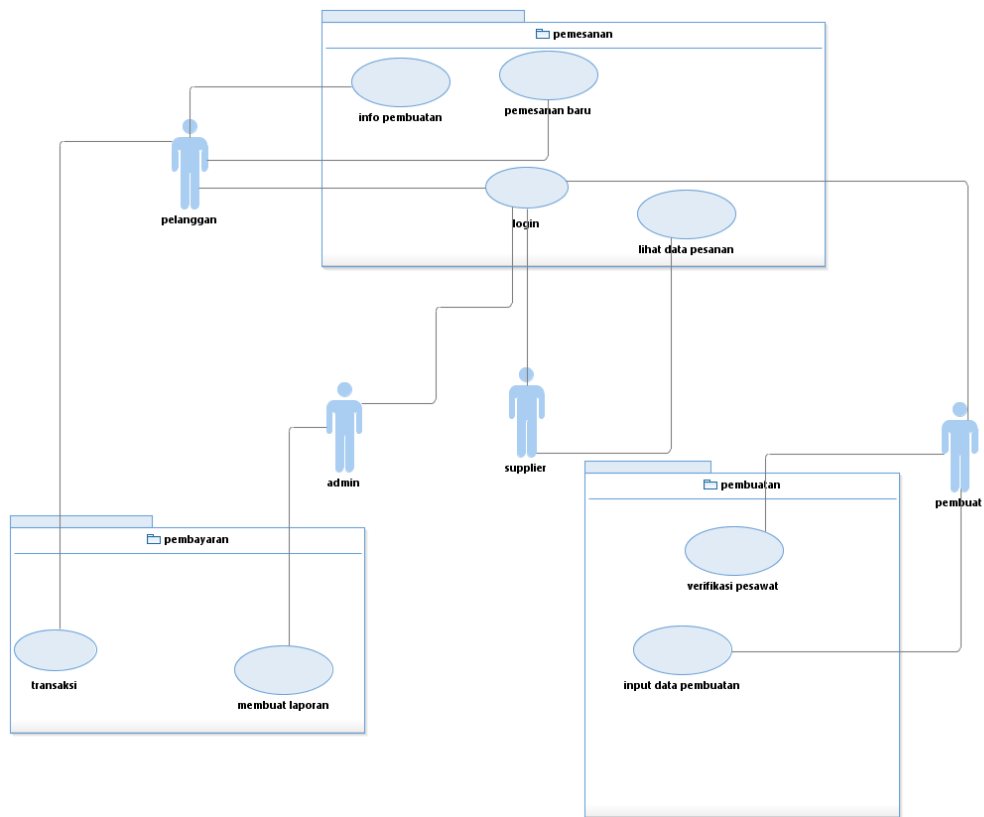 pemesanan
info pembuatan
pemesanan baru
pelanggan
login
lihat data pesanan
admin
supplier
pembuatan
pembuat
pembayaran
verifikasi pesawat
transaksi
input data pembuatan
membuat laporan